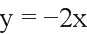 y = −2x